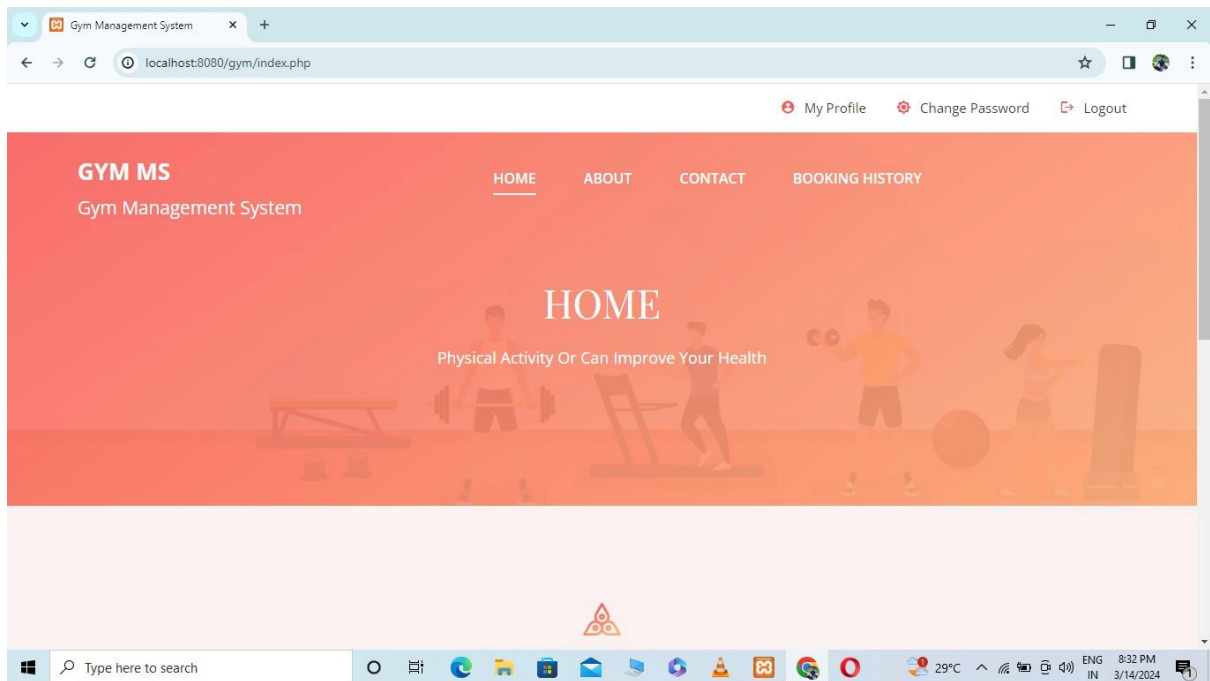 Gym Management System
localhost:8080/gym/index.php
My Profile Change Password Logout
GYM MS
Gym Management System
HOME ABOUT CONTACT BOOKING HISTORY
HOME
Physical Activity Or Can Improve Your Health
Type here to search
29°C
ENG
IN
8:32 PM
3/14/2024
1